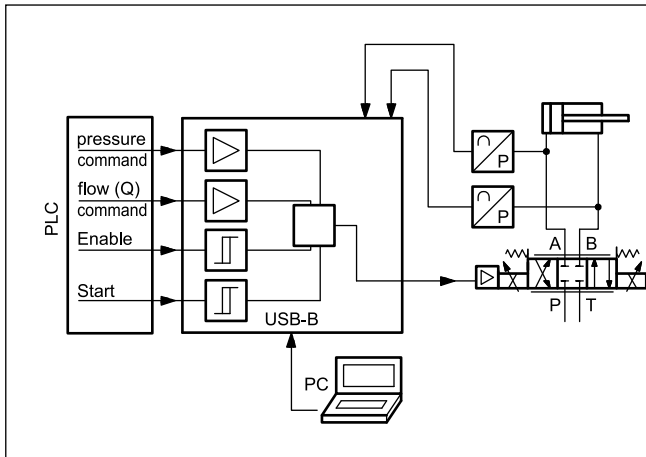 PLC
pressure
command
flow (Q)
command
Enable
Start
USB-B
PC
P
P
A B
P T